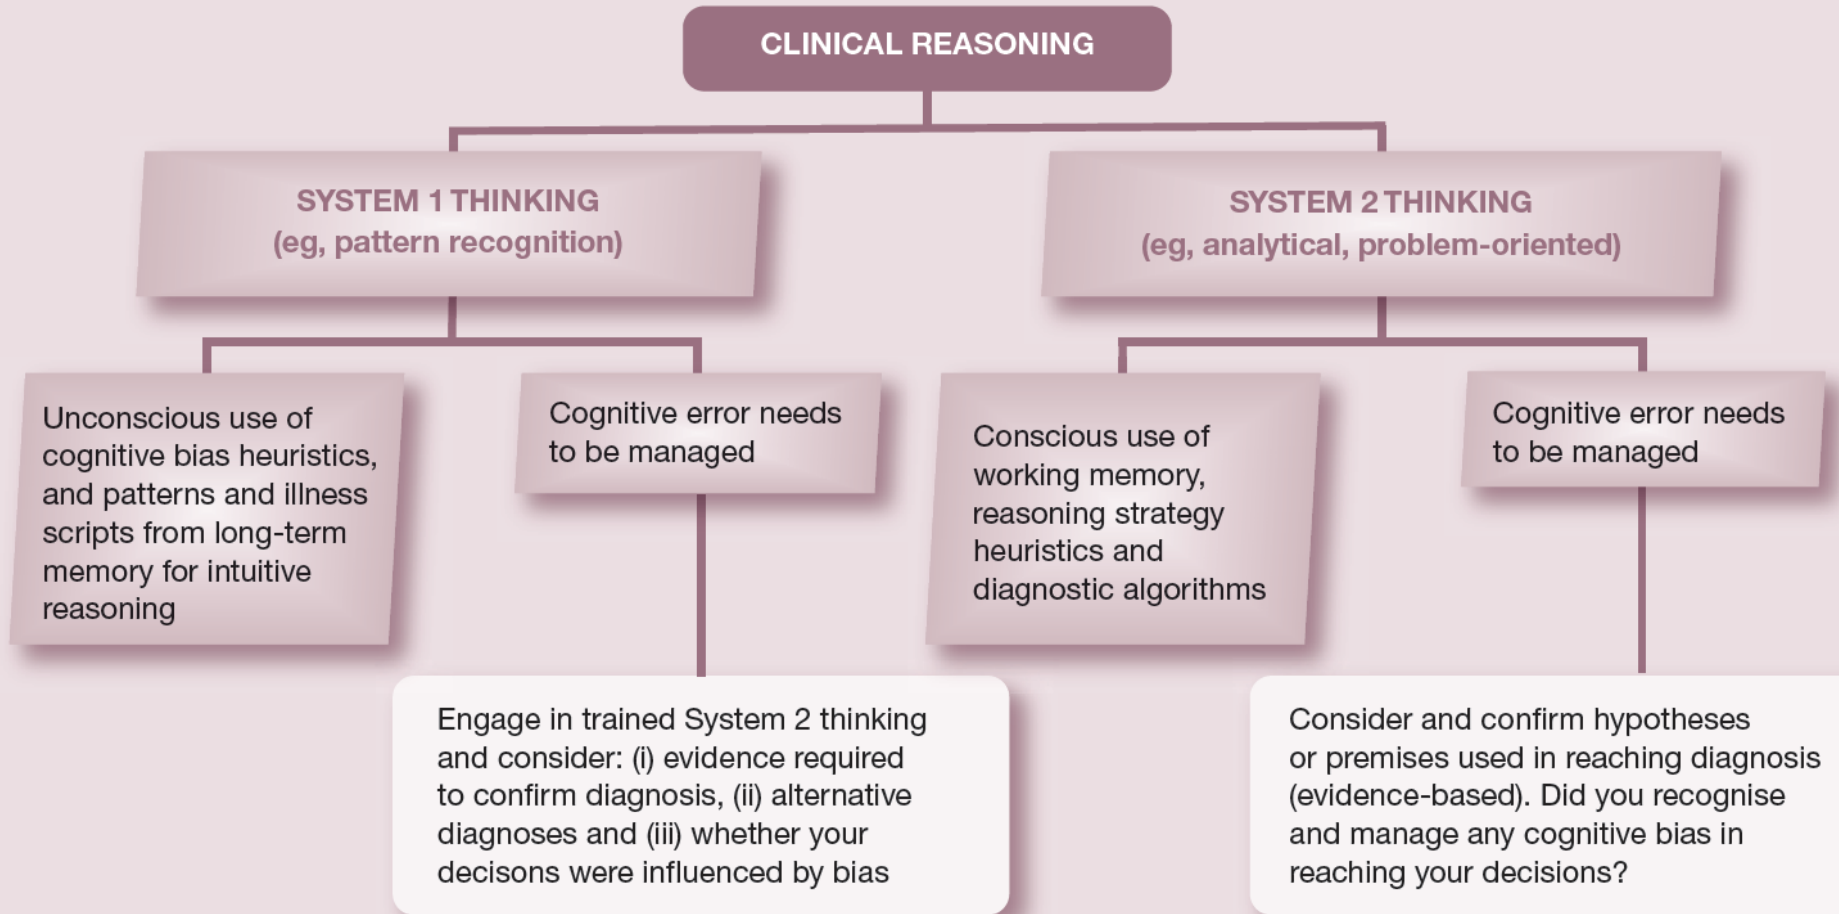 CLINICAL REASONING
SYSTEM 1 THINKING
(eg, pattern recognition)
SYSTEM 2 THINKING
(eg, analytical, problem-oriented)
Unconscious use of
cognitive bias heuristics,
and patterns and illness
scripts from long-term
memory for intuitive
reasoning
Cognitive error needs
to be managed
Conscious use of
working memory,
reasoning strategy
heuristics and
diagnostic algorithms
Cognitive error needs
to be managed
Engage in trained System 2 thinking
and consider: (i) evidence required
to confirm diagnosis, (ii) alternative
diagnoses and (iii) whether your
decisons were influenced by bias
Consider and confirm hypotheses
or premises used in reaching diagnosis
(evidence-based). Did you recognise
and manage any cognitive bias in
reaching your decisions?